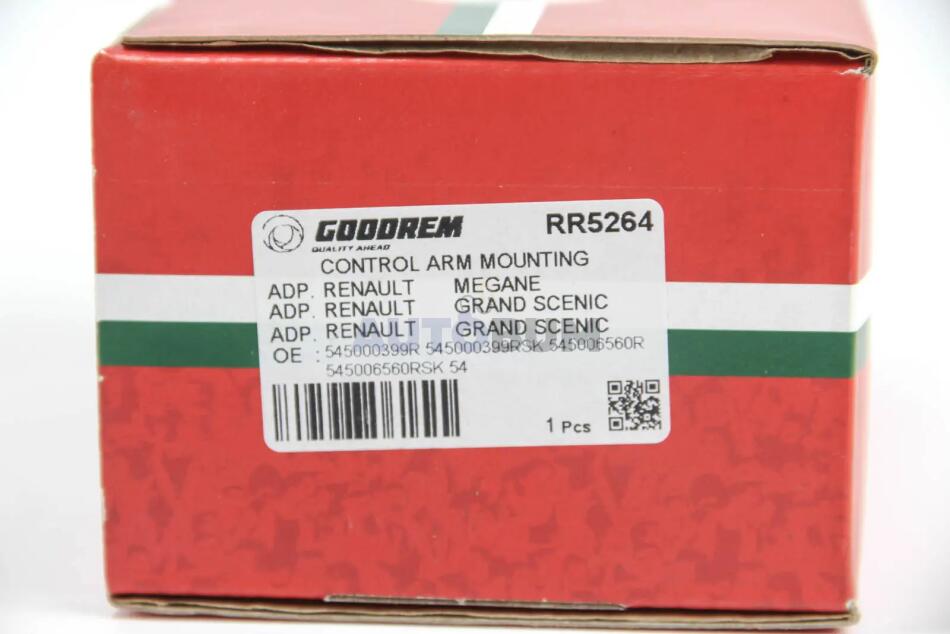 GOODREM
QUALITY AHEAD
RR5264
CONTROL ARM MOUNTING
ADP. RENAULT MEGANE
ADP. RENAULT GRAND SCENIC
ADP. RENAULT GRAND SCENIC
OE : 545000399R 545000399RSK 545006560R
545006560RSK 54
1 Pcs